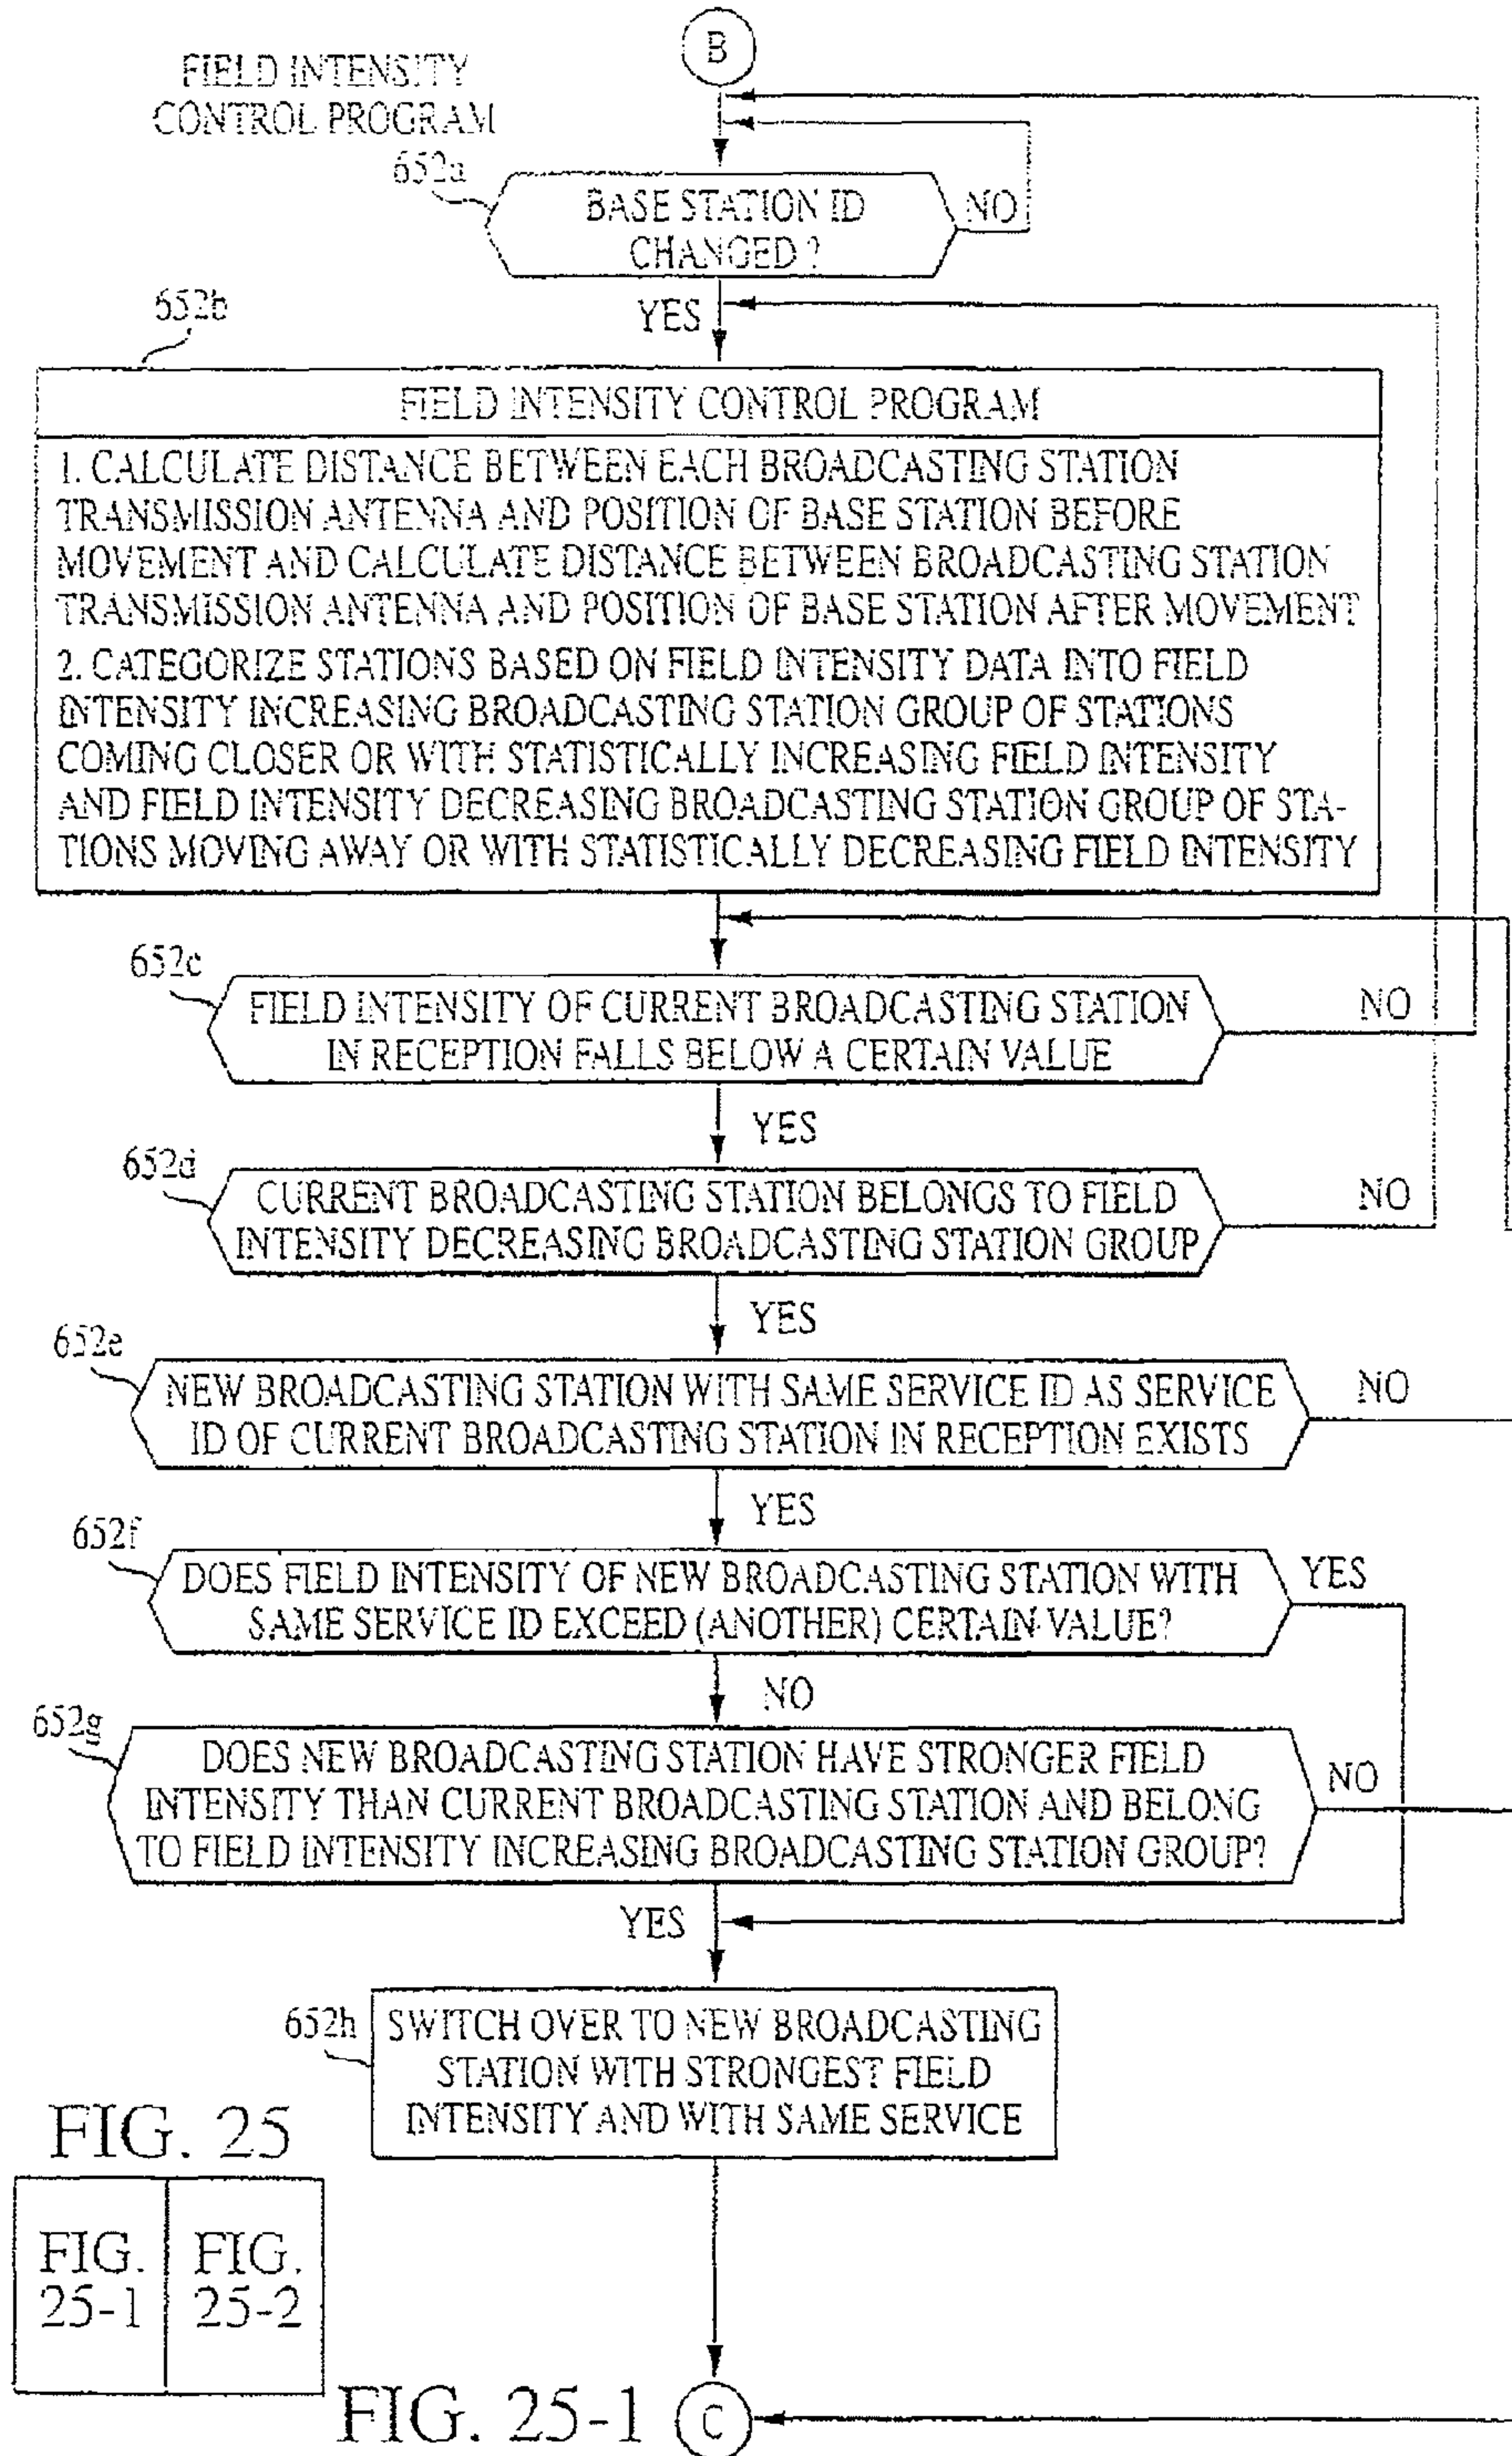 B
FIELD INTENSITY
CONTROL PROGRAM
652a
BASE STATION ID
CHANGED ?
NO
YES
652b
FIELD INTENSITY CONTROL PROGRAM
1. CALCULATE DISTANCE BETWEEN EACH BROADCASTING STATION
TRANSMISSION ANTENNA AND POSITION OF BASE STATION BEFORE
MOVEMENT AND CALCULATE DISTANCE BETWEEN BROADCASTING STATION
TRANSMISSION ANTENNA AND POSITION OF BASE STATION AFTER MOVEMENT
2. CATEGORIZE STATIONS BASED ON FIELD INTENSITY DATA INTO FIELD
INTENSITY INCREASING BROADCASTING STATION GROUP OF STATIONS
COMING CLOSER OR WITH STATISTICALLY INCREASING FIELD INTENSITY
AND FIELD INTENSITY DECREASING BROADCASTING STATION GROUP OF STA-
TIONS MOVING AWAY OR WITH STATISTICALLY DECREASING FIELD INTENSITY
652c
FIELD INTENSITY OF CURRENT BROADCASTING STATION
IN RECEPTION FALLS BELOW A CERTAIN VALUE
NO
YES
652d
CURRENT BROADCASTING STATION BELONGS TO FIELD
INTENSITY DECREASING BROADCASTING STATION GROUP
NO
YES
652e
NEW BROADCASTING STATION WITH SAME SERVICE ID AS SERVICE
ID OF CURRENT BROADCASTING STATION IN RECEPTION EXISTS
NO
YES
652f
DOES FIELD INTENSITY OF NEW BROADCASTING STATION WITH
SAME SERVICE ID EXCEED (ANOTHER) CERTAIN VALUE?
YES
NO
652g
DOES NEW BROADCASTING STATION HAVE STRONGER FIELD
INTENSITY THAN CURRENT BROADCASTING STATION AND BELONG
TO FIELD INTENSITY INCREASING BROADCASTING STATION GROUP?
NO
YES
652h
SWITCH OVER TO NEW BROADCASTING
STATION WITH STRONGEST FIELD
INTENSITY AND WITH SAME SERVICE
FIG. 25
FIG.
25-1
FIG.
25-2
FIG. 25-1
C